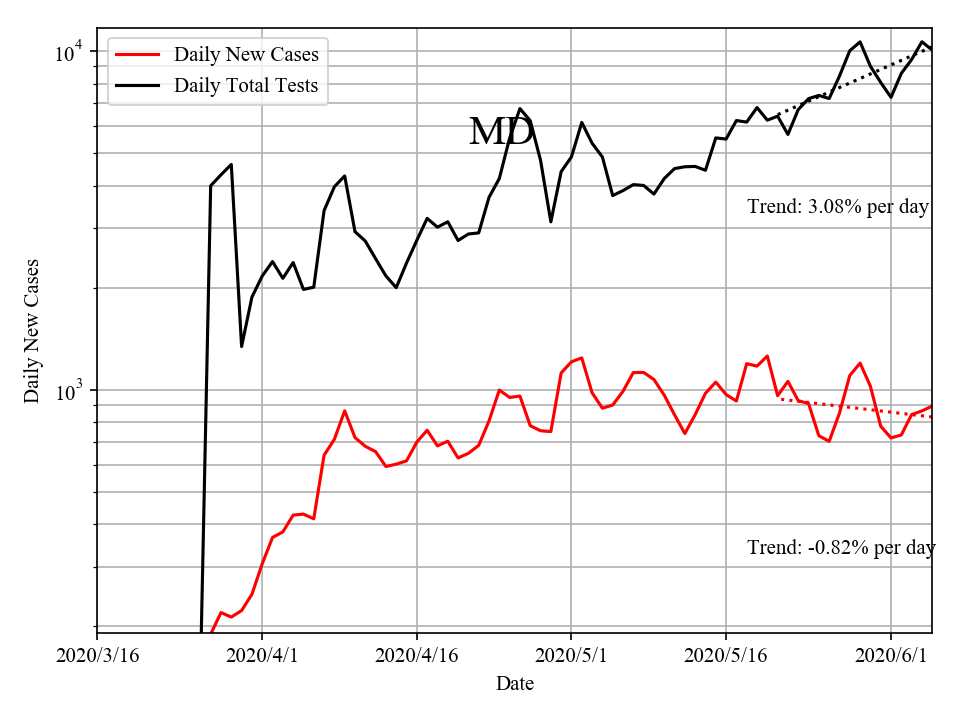 Daily New Cases
Daily Total Tests
MD
Trend: 3.08% per day
Trend: -0.82% per day
10^4
10^3
Daily New Cases
2020/3/16 2020/4/1 2020/4/16 2020/5/1 2020/5/16 2020/6/1
Date